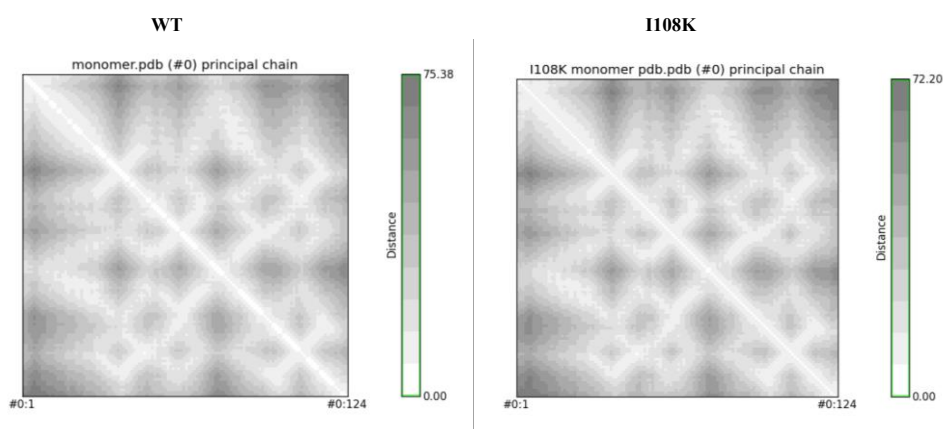 WT
monomer.pdb (#0) principal chain
75.38
Distance
0.00
#0:1
#0:124
I108K
I108K monomer pdb.pdb (#0) principal chain
72.20
Distance
0.00
#0:1
#0:124